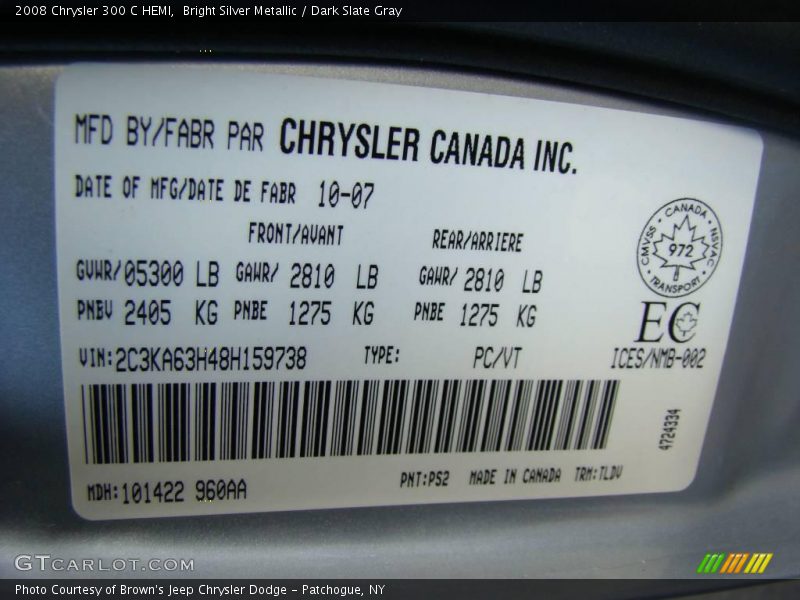 2008 Chrysler 300 C HEMI,  Bright Silver Metallic / Dark Slate Gray
MFD BY/FABR PAR CHRYSLER CANADA INC.
DATE OF MFG/DATE DE FABR 10-07
FRONT/AVANT REAR/ARRIERE
GVWR/05300 LB GAWR/ 2810 LB GAWR/ 2810 LB
PNBV 2405 KG PNBE 1275 KG PNBE 1275 KG
CANADA
CMVSS • NSVAC
972
TRANSPORT
EC
VIN:2C3KA63H48H159738 TYPE: PC/VT ICES/NMB-002
4724334
MDH:101422 960AA PNT:PS2 MADE IN CANADA TRM:TLDV
GTCARLOT.COM
Photo Courtesy of Brown's Jeep Chrysler Dodge - Patchogue, NY